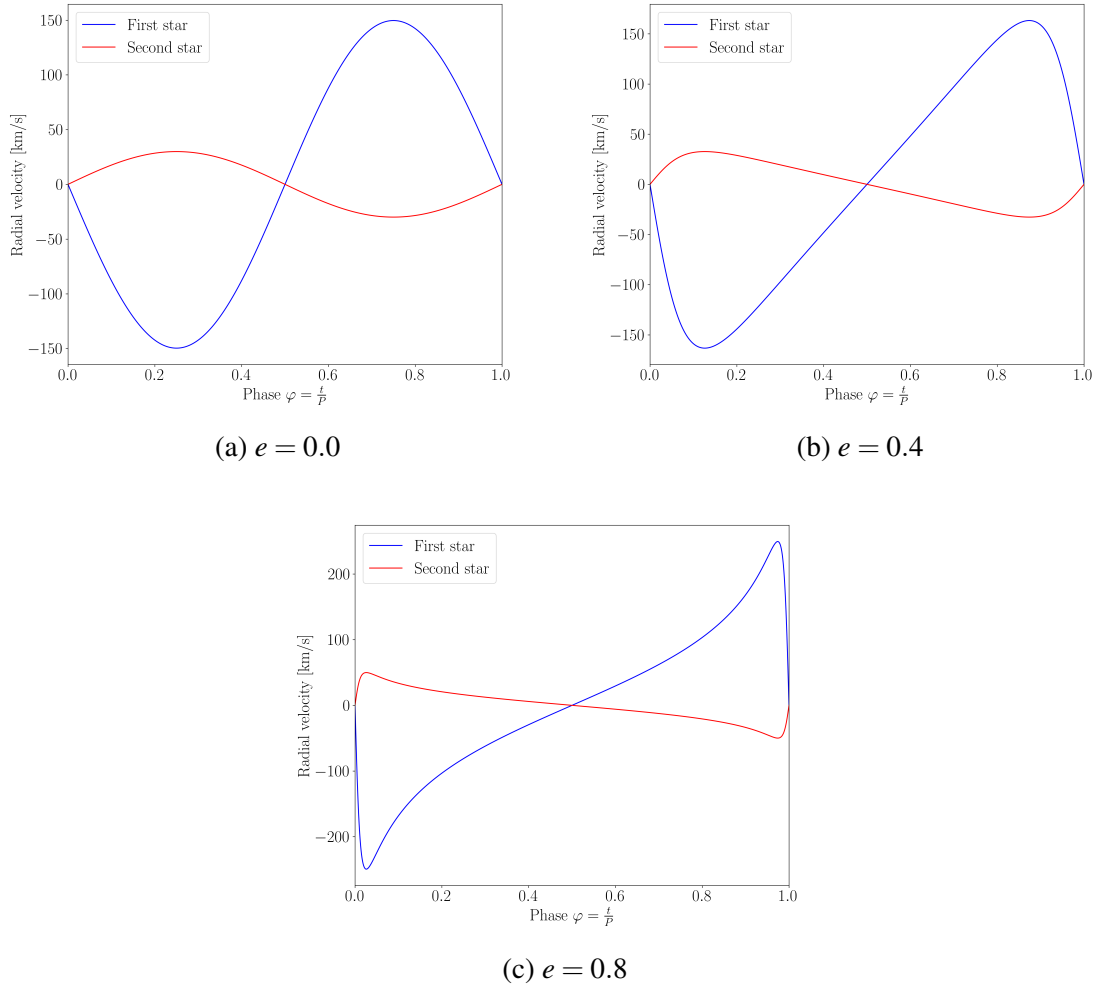 First star
Second star
150
100
50
0
−50
−100
−150
Radial velocity [km/s]
0.0 0.2 0.4 0.6 0.8 1.0
Phase φ = t/P
(a) e = 0.0
First star
Second star
150
100
50
0
−50
−100
−150
Radial velocity [km/s]
0.0 0.2 0.4 0.6 0.8 1.0
Phase φ = t/P
(b) e = 0.4
First star
Second star
200
100
0
−100
−200
Radial velocity [km/s]
0.0 0.2 0.4 0.6 0.8 1.0
Phase φ = t/P
(c) e = 0.8